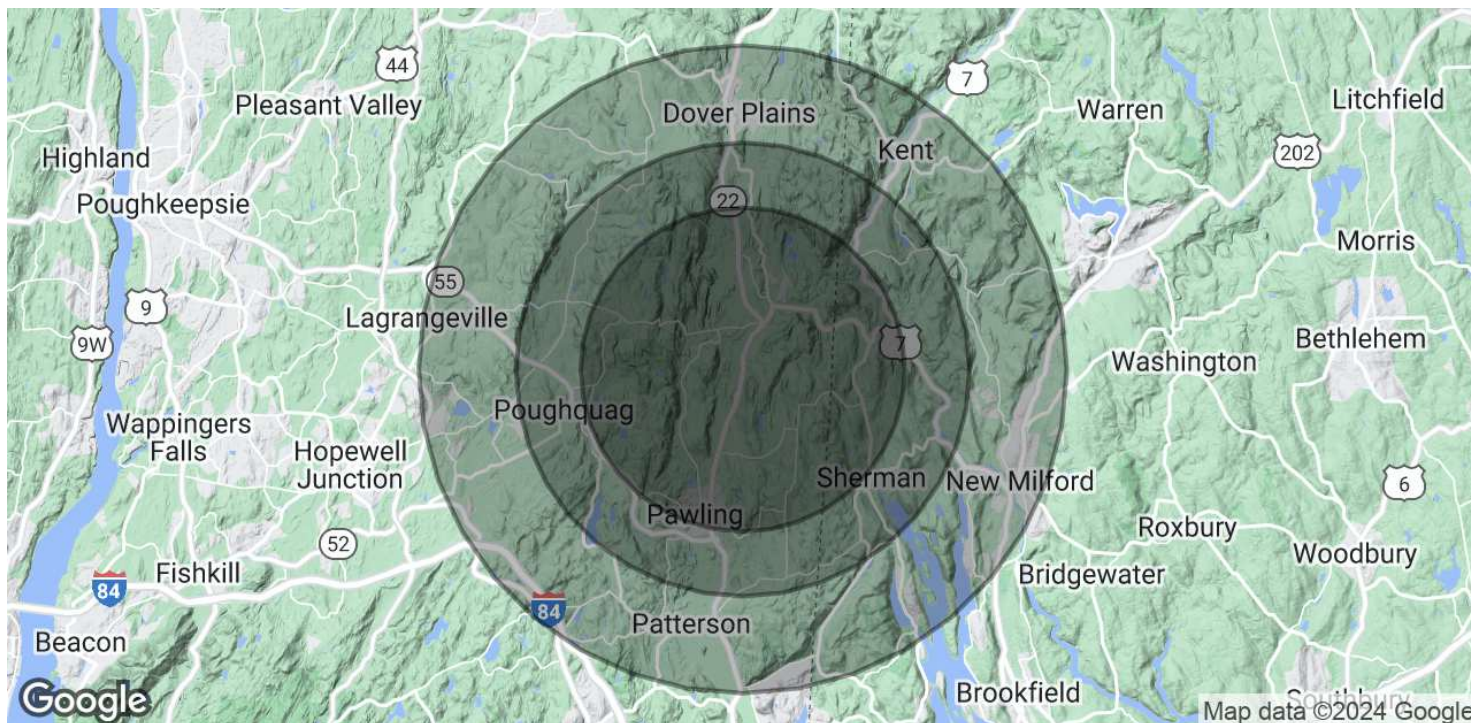 44
Pleasant Valley
Dover Plains
7
Warren
Litchfield
Highland
Kent
202
Poughkeepsie
22
Morris
55
9
Lagrangeville
9W
7
Bethlehem
Washington
Poughquag
Wappingers
Falls
Hopewell
Junction
Sherman
New Milford
6
Pawling
Roxbury
52
Woodbury
Fishkill
84
Bridgewater
84
Patterson
Beacon
Brookfield
Google
Map data ©2024 Google